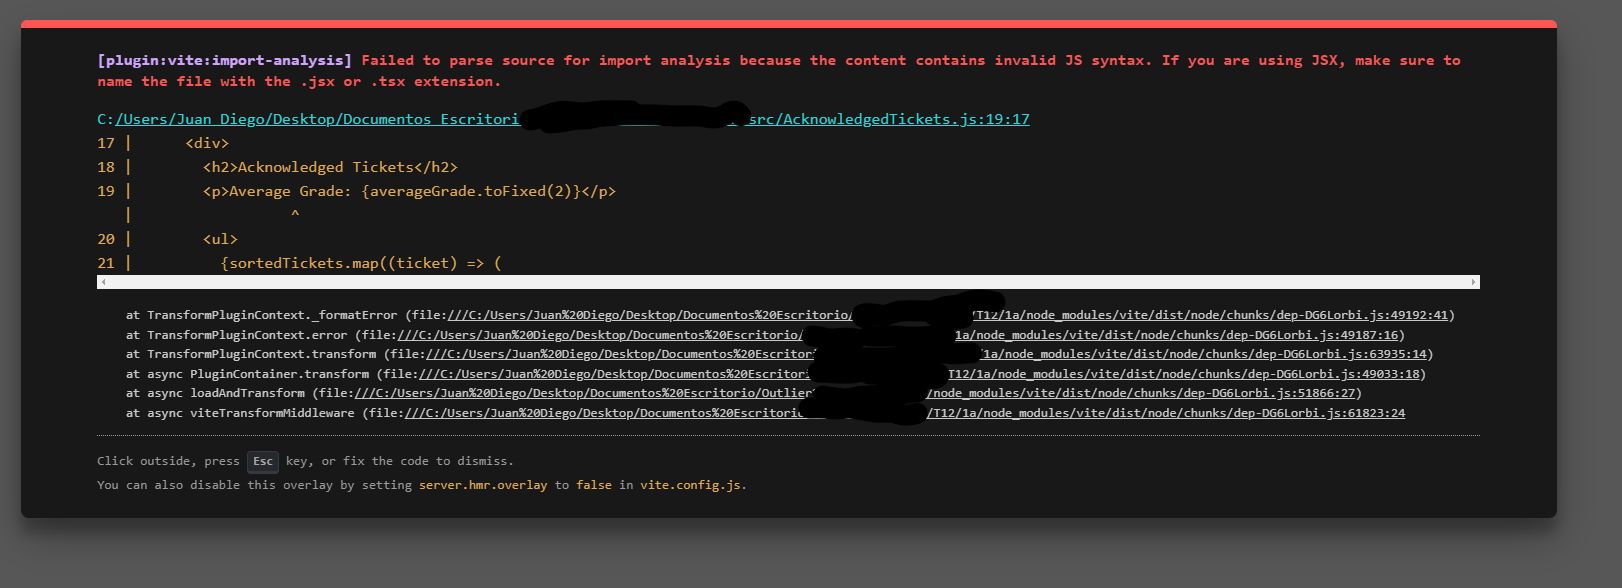 [plugin:vite:import-analysis] Failed to parse source for import analysis because the content contains invalid JS syntax. If you are using JSX, make sure to
name the file with the .jsx or .tsx extension.
C:/Users/Juan Diego/Desktop/Documentos Escritori src/AcknowledgedTickets.js:19:17
17 |      <div>
18 |        <h2>Acknowledged Tickets</h2>
19 |        <p>Average Grade: {averageGrade.toFixed(2)}</p>
   |                  ^
20 |        <ul>
21 |          {sortedTickets.map((ticket) => (
at TransformPluginContext._formatError (file:///C:/Users/Juan%20Diego/Desktop/Documentos%20Escritorio/ /T12/1a/node_modules/vite/dist/node/chunks/dep-DG6Lorbi.js:49192:41)
at TransformPluginContext.error (file:///C:/Users/Juan%20Diego/Desktop/Documentos%20Escritorio/ 1a/node_modules/vite/dist/node/chunks/dep-DG6Lorbi.js:49187:16)
at TransformPluginContext.transform (file:///C:/Users/Juan%20Diego/Desktop/Documentos%20Escritori 1a/node_modules/vite/dist/node/chunks/dep-DG6Lorbi.js:63935:14)
at async PluginContainer.transform (file:///C:/Users/Juan%20Diego/Desktop/Documentos%20Escritori T12/1a/node_modules/vite/dist/node/chunks/dep-DG6Lorbi.js:49033:18)
at async loadAndTransform (file:///C:/Users/Juan%20Diego/Desktop/Documentos%20Escritorio/Outlier /node_modules/vite/dist/node/chunks/dep-DG6Lorbi.js:51866:27)
at async viteTransformMiddleware (file:///C:/Users/Juan%20Diego/Desktop/Documentos%20Escritorio /T12/1a/node_modules/vite/dist/node/chunks/dep-DG6Lorbi.js:61823:24
Click outside, press Esc key, or fix the code to dismiss.
You can also disable this overlay by setting server.hmr.overlay to false in vite.config.js.